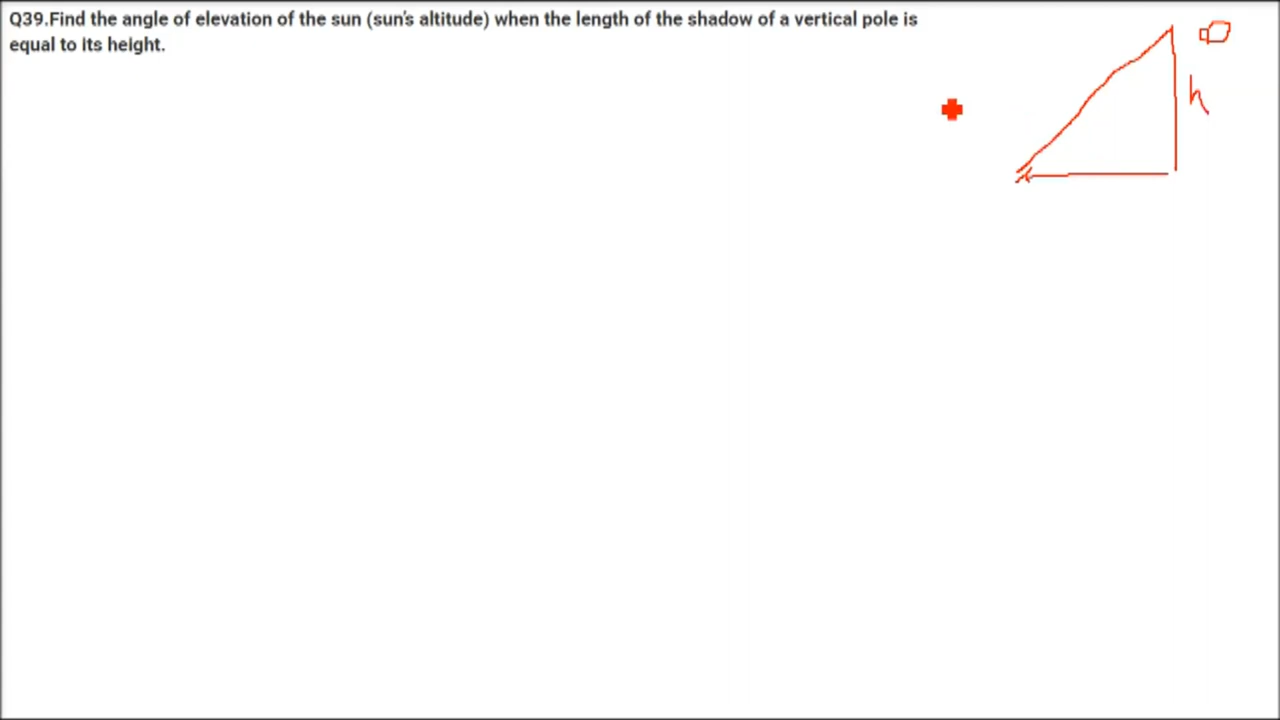 Q39.Find the angle of elevation of the sun (sun's altitude) when the length of the shadow of a vertical pole is
equal to its height.
h